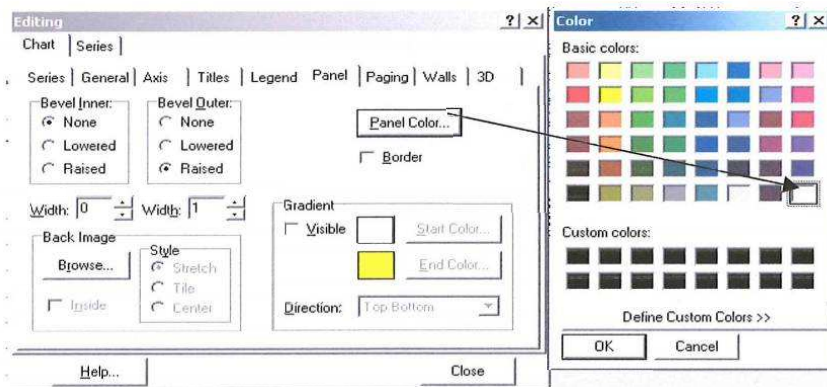 Editing
Chart Series
Series General Axis Titles Legend Panel Paging Walls 3D
Bevel Inner:
None
Lowered
Raised
Bevel Outer:
None
Lowered
Raised
Panel Color...
Border
Width: 0
Width: 1
Back Image
Browse...
Inside
Style
Stretch
Tile
Center
Gradient
Visible
Start Color...
End Color...
Direction: Top Bottom
Help...
Close
Color
Basic colors:
Custom colors:
Define Custom Colors >>
OK
Cancel